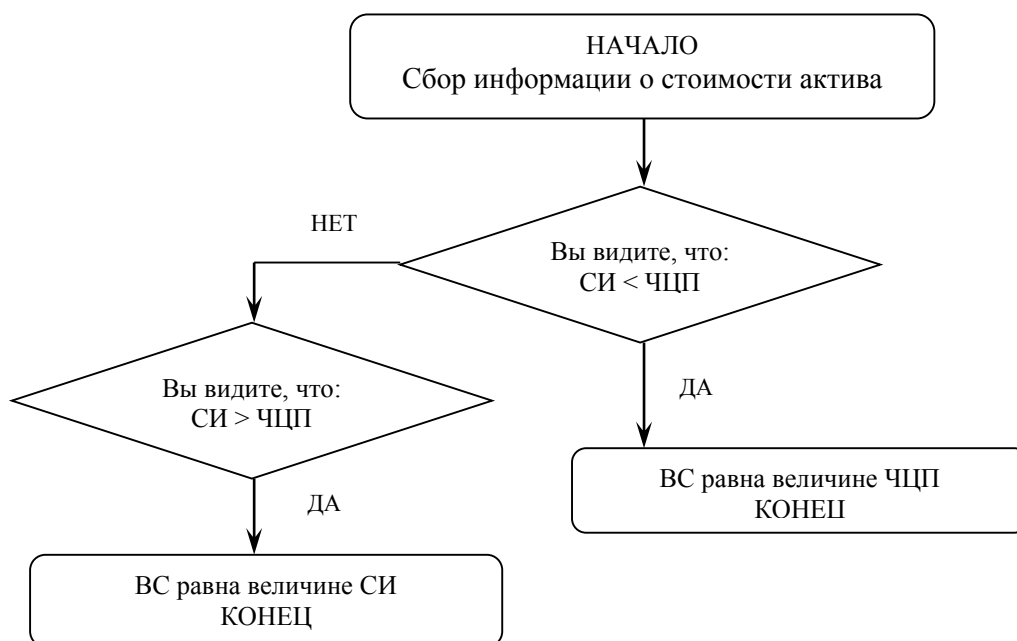 НАЧАЛО
Сбор информации о стоимости актива
НЕТ
Вы видите, что:
СИ < ЧЦП
Вы видите, что:
СИ > ЧЦП
ДА
ВС равна величине ЧЦП
КОНЕЦ
ДА
ВС равна величине СИ
КОНЕЦ